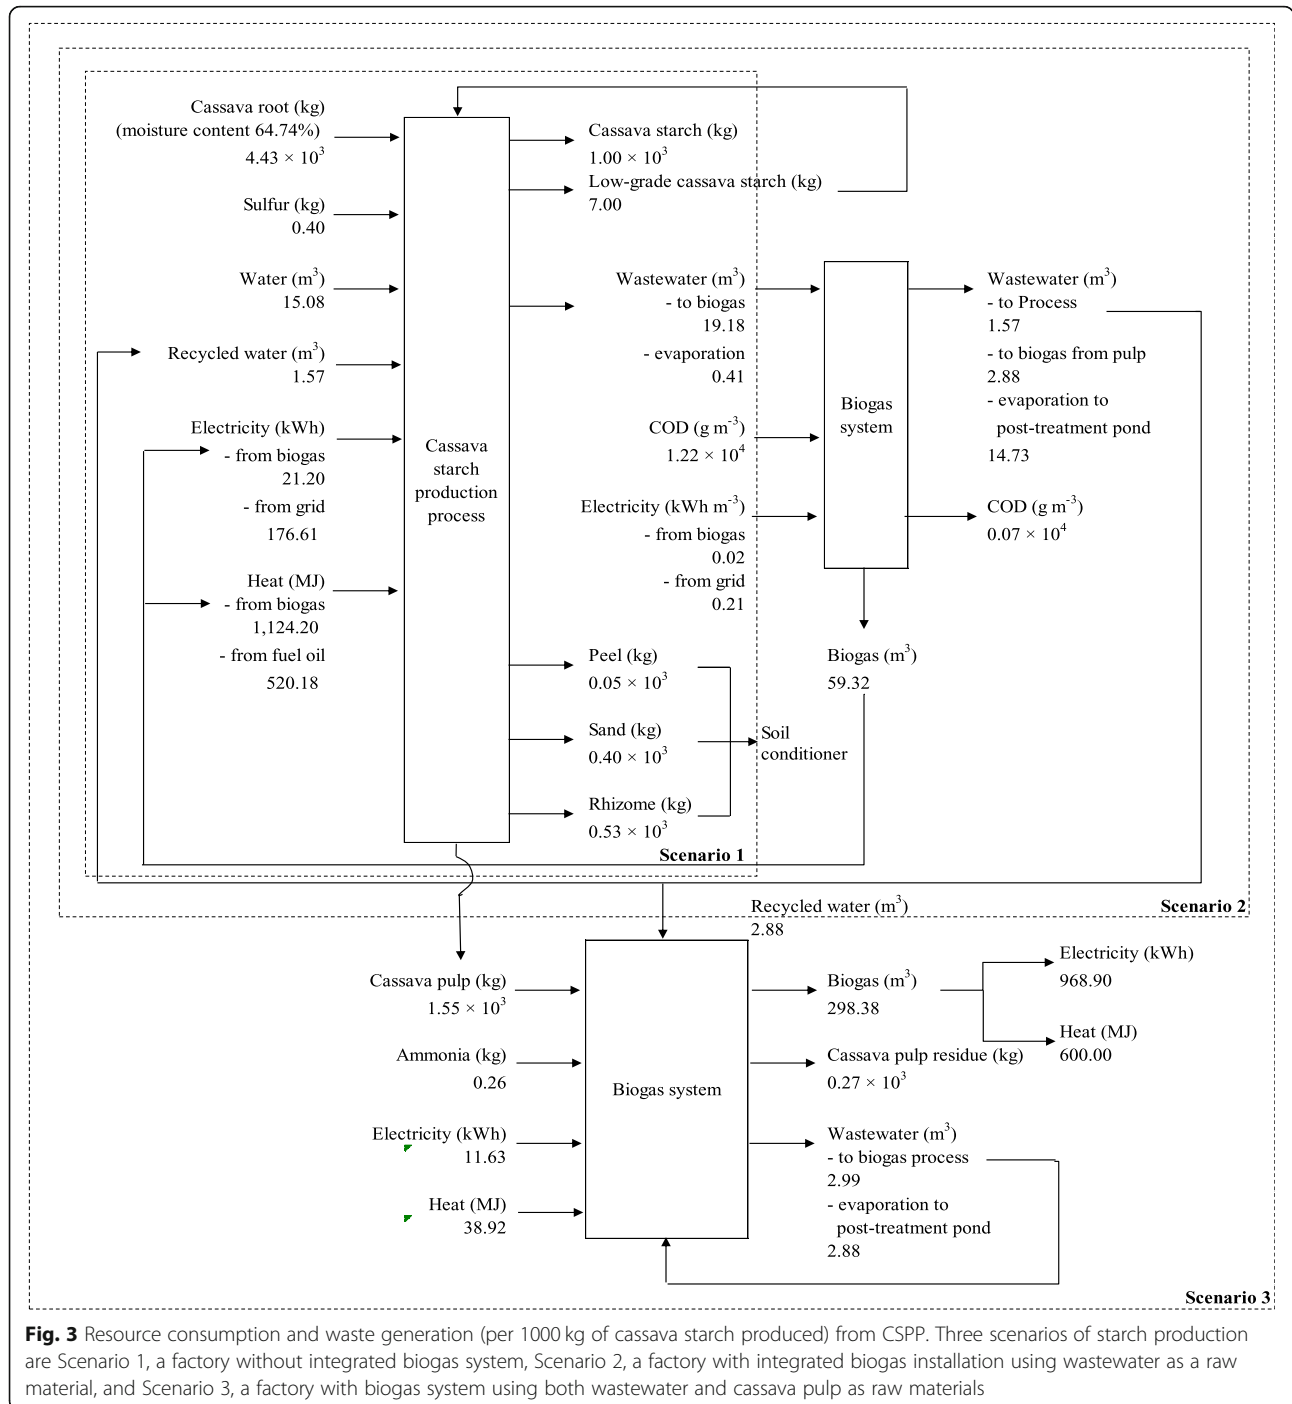 Cassava root (kg)
(moisture content 64.74%)
4.43 × 10³
Sulfur (kg)
0.40
Water (m³)
15.08
Recycled water (m³)
1.57
Electricity (kWh)
- from biogas
21.20
- from grid
176.61
Heat (MJ)
- from biogas
1,124.20
- from fuel oil
520.18
Cassava
starch
production
process
Cassava starch (kg)
1.00 × 10³
Low-grade cassava starch (kg)
7.00
Wastewater (m³)
- to biogas
19.18
- evaporation
0.41
COD (g m⁻³)
1.22 × 10⁴
Electricity (kWh m⁻³)
- from biogas
0.02
- from grid
0.21
Peel (kg)
0.05 × 10³
Sand (kg)
0.40 × 10³
Rhizome (kg)
0.53 × 10³
Soil
conditioner
Scenario 1
Biogas
system
Wastewater (m³)
- to Process
1.57
- to biogas from pulp
2.88
- evaporation to
post-treatment pond
14.73
COD (g m⁻³)
0.07 × 10⁴
Biogas (m³)
59.32
Scenario 2
Recycled water (m³)
2.88
Cassava pulp (kg)
1.55 × 10³
Ammonia (kg)
0.26
Electricity (kWh)
11.63
Heat (MJ)
38.92
Biogas system
Biogas (m³)
298.38
Electricity (kWh)
968.90
Heat (MJ)
600.00
Cassava pulp residue (kg)
0.27 × 10³
Wastewater (m³)
- to biogas process
2.99
- evaporation to
post-treatment pond
2.88
Scenario 3
Fig. 3 Resource consumption and waste generation (per 1000 kg of cassava starch produced) from CSPP. Three scenarios of starch production
are Scenario 1, a factory without integrated biogas system, Scenario 2, a factory with integrated biogas installation using wastewater as a raw
material, and Scenario 3, a factory with biogas system using both wastewater and cassava pulp as raw materials